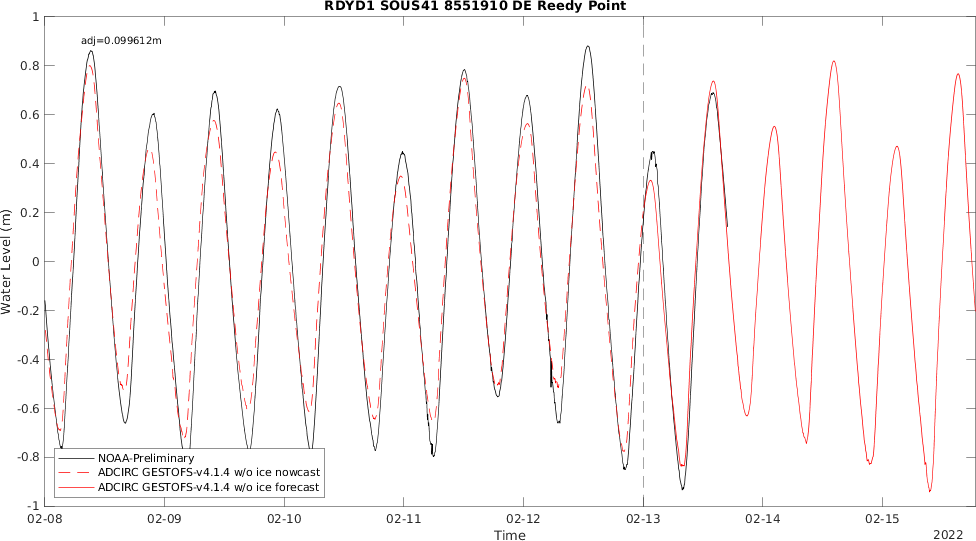 RDYD1 SOUS41 8551910 DE Reedy Point
adj=0.099612m
Water Level (m)
1
0.8
0.6
0.4
0.2
0
-0.2
-0.4
-0.6
-0.8
-1
NOAA-Preliminary
ADCIRC GESTOFS-v4.1.4 w/o ice nowcast
ADCIRC GESTOFS-v4.1.4 w/o ice forecast
02-08 02-09 02-10 02-11 02-12 02-13 02-14 02-15
Time
2022